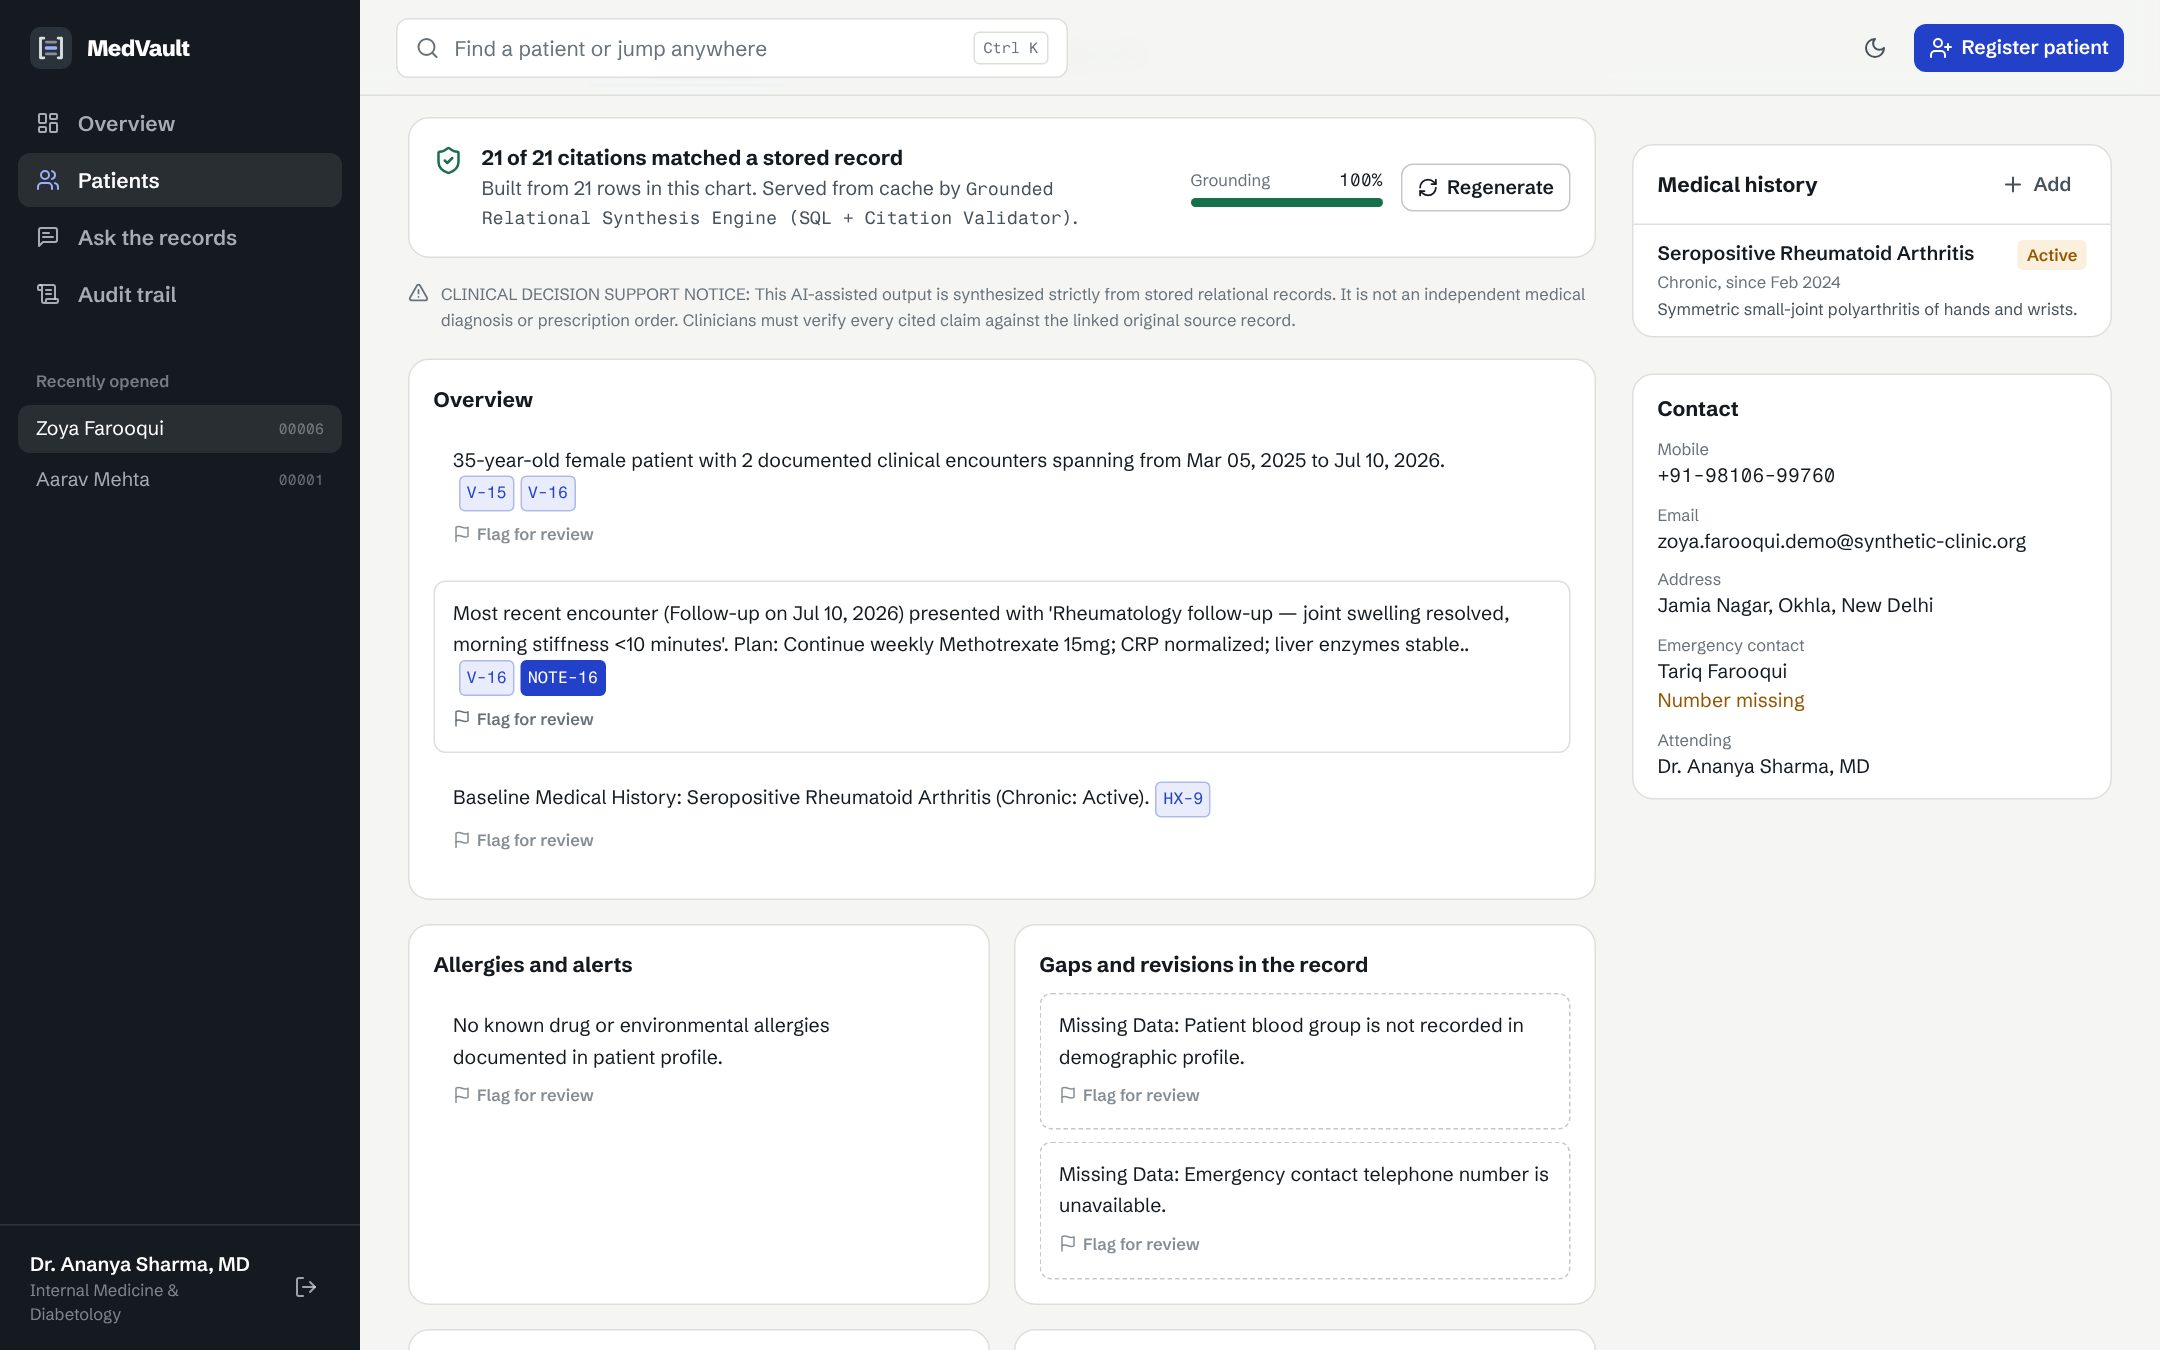 MedVault
Overview
Patients
Ask the records
Audit trail
Recently opened
Zoya Farooqui 00006
Aarav Mehta 00001
Dr. Ananya Sharma, MD
Internal Medicine &
Diabetology
Find a patient or jump anywhere Ctrl K
Register patient
21 of 21 citations matched a stored record
Built from 21 rows in this chart. Served from cache by Grounded
Relational Synthesis Engine (SQL + Citation Validator).
Grounding 100%
Regenerate
CLINICAL DECISION SUPPORT NOTICE: This AI-assisted output is synthesized strictly from stored relational records. It is not an independent medical
diagnosis or prescription order. Clinicians must verify every cited claim against the linked original source record.
Overview
35-year-old female patient with 2 documented clinical encounters spanning from Mar 05, 2025 to Jul 10, 2026.
V-15 V-16
Flag for review
Most recent encounter (Follow-up on Jul 10, 2026) presented with 'Rheumatology follow-up — joint swelling resolved,
morning stiffness <10 minutes'. Plan: Continue weekly Methotrexate 15mg; CRP normalized; liver enzymes stable..
V-16 NOTE-16
Flag for review
Baseline Medical History: Seropositive Rheumatoid Arthritis (Chronic: Active). HX-9
Flag for review
Allergies and alerts
No known drug or environmental allergies
documented in patient profile.
Flag for review
Gaps and revisions in the record
Missing Data: Patient blood group is not recorded in
demographic profile.
Flag for review
Missing Data: Emergency contact telephone number is
unavailable.
Flag for review
Medical history
Add
Seropositive Rheumatoid Arthritis Active
Chronic, since Feb 2024
Symmetric small-joint polyarthritis of hands and wrists.
Contact
Mobile
+91-98106-99760
Email
zoya.farooqui.demo@synthetic-clinic.org
Address
Jamia Nagar, Okhla, New Delhi
Emergency contact
Tariq Farooqui
Number missing
Attending
Dr. Ananya Sharma, MD